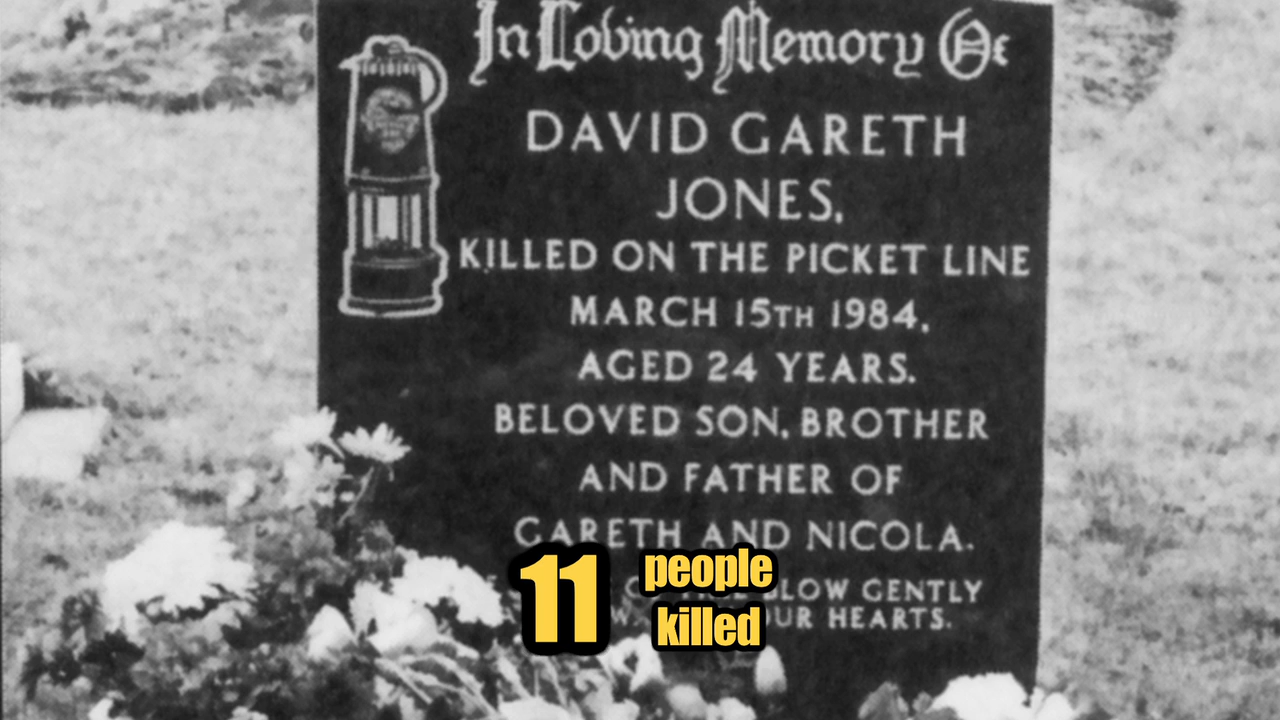 In Loving Memory Of
DAVID GARETH
JONES,
KILLED ON THE PICKET LINE
MARCH 15TH 1984,
AGED 24 YEARS.
BELOVED SON, BROTHER
AND FATHER OF
GARETH AND NICOLA.
GENTLY
HEARTS.
11 people
killed